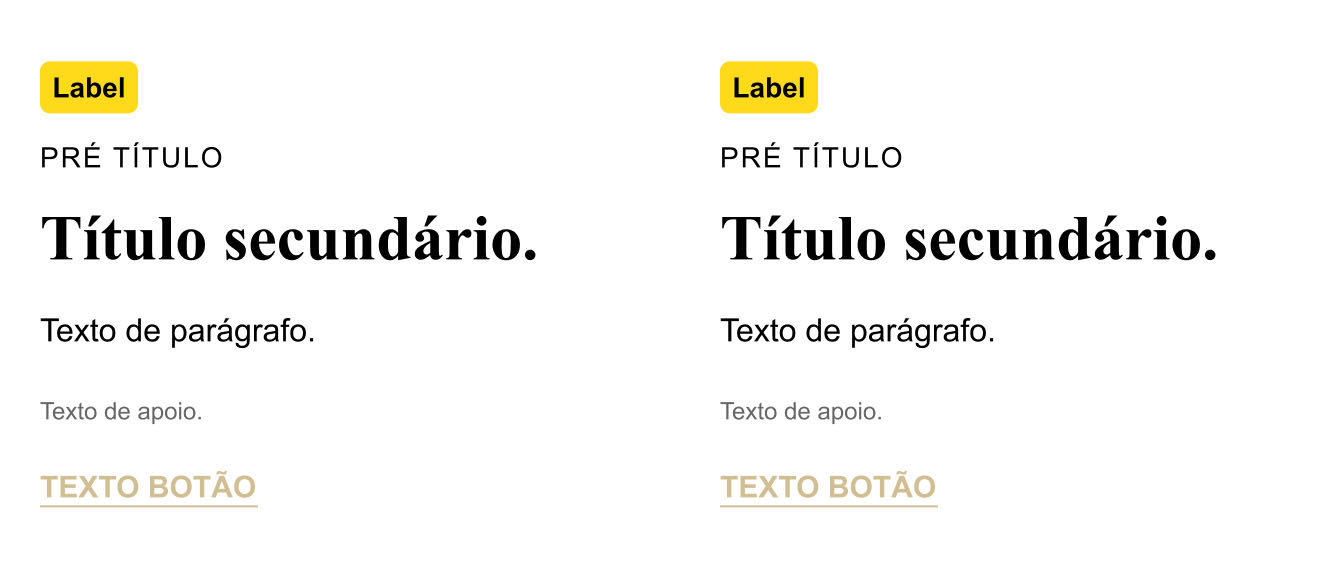 Label
PRÉ TÍTULO
Título secundário.
Texto de parágrafo.
Texto de apoio.
TEXTO BOTÃO
Label
PRÉ TÍTULO
Título secundário.
Texto de parágrafo.
Texto de apoio.
TEXTO BOTÃO